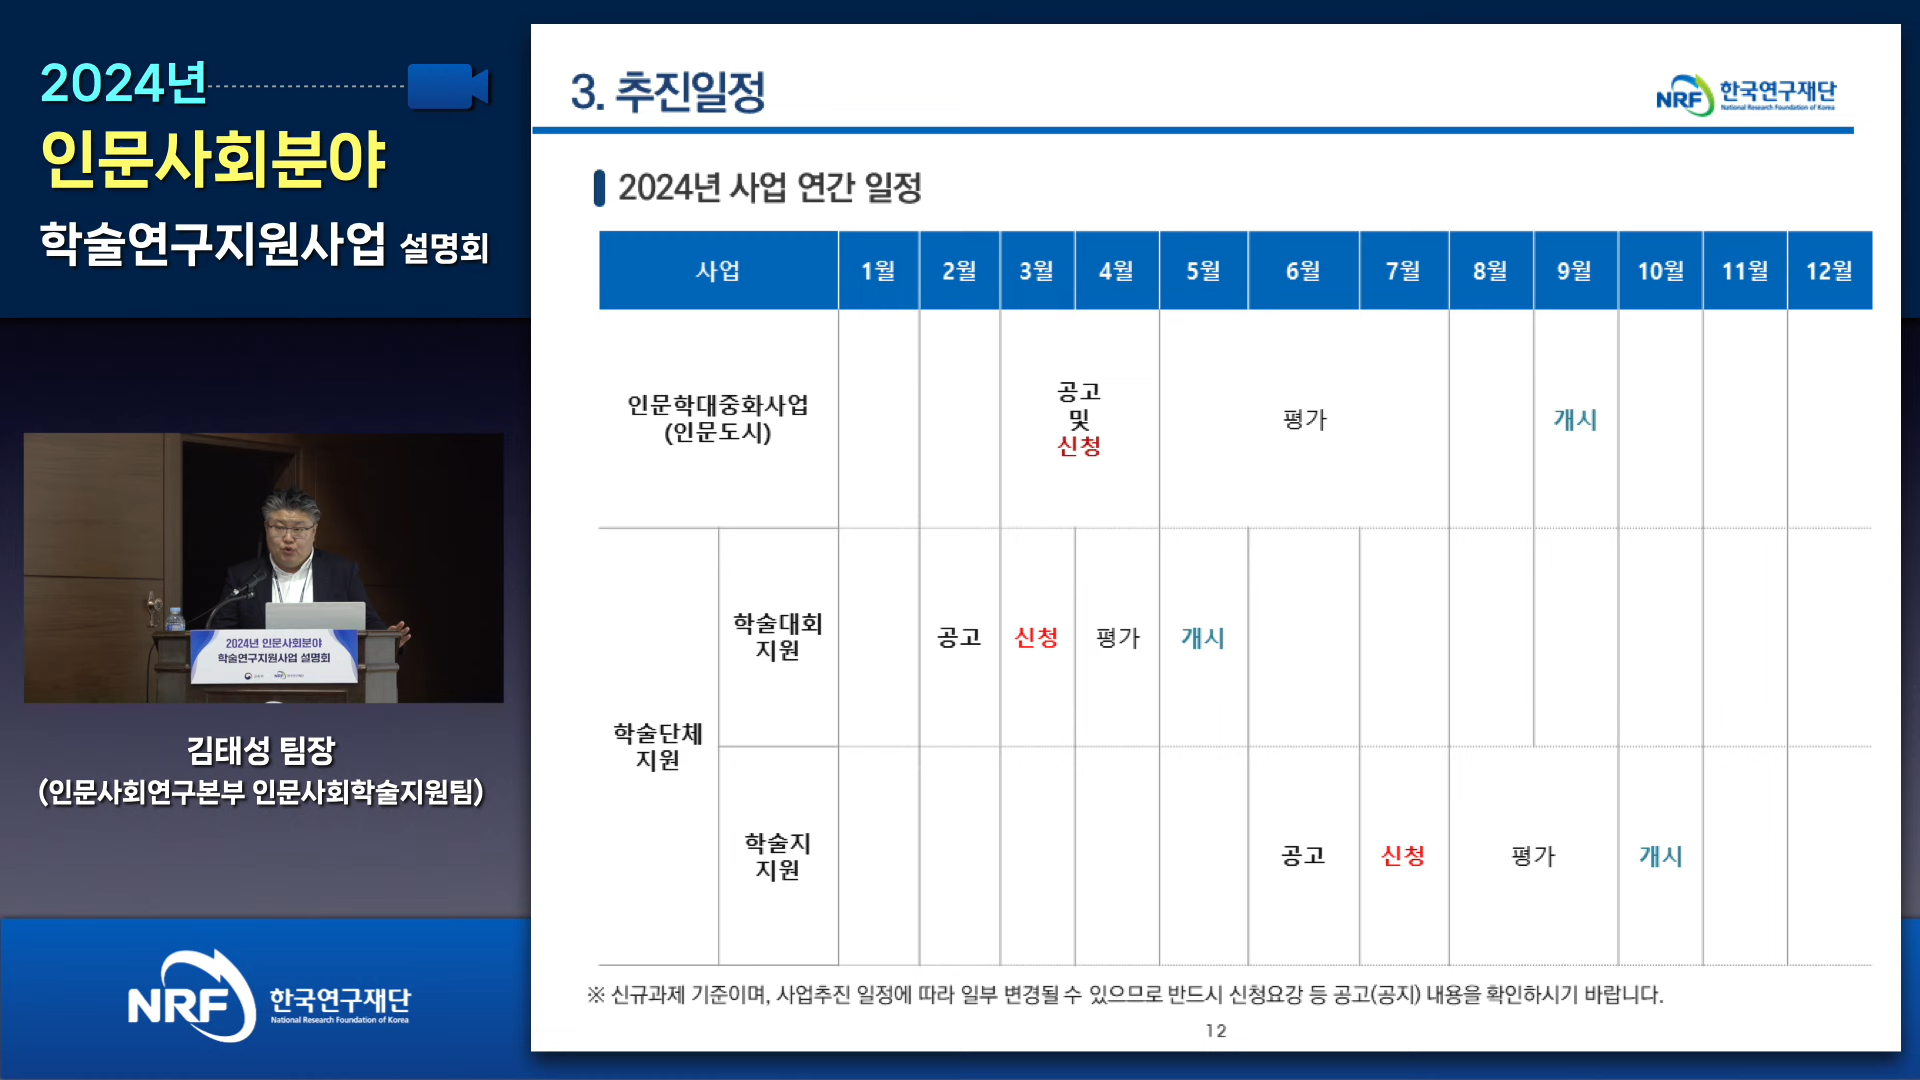 2024년
인문사회분야
학술연구지원사업 설명회
2024년 인문사회분야
학술연구지원사업 설명회
김태성 팀장
(인문사회연구본부 인문사회학술지원팀)
NRF 한국연구재단
National Research Foundation of Korea
3. 추진일정
NRF 한국연구재단
National Research Foundation of Korea
2024년 사업 연간 일정
사업 1월 2월 3월 4월 5월 6월 7월 8월 9월 10월 11월 12월
인문학대중화사업
(인문도시)
공고
및
신청
평가
개시
학술단체
지원
학술대회
지원
공고 신청 평가 개시
학술지
지원
공고 신청 평가 개시
※ 신규과제 기준이며, 사업추진 일정에 따라 일부 변경될 수 있으므로 반드시 신청요강 등 공고(공지) 내용을 확인하시기 바랍니다.
12